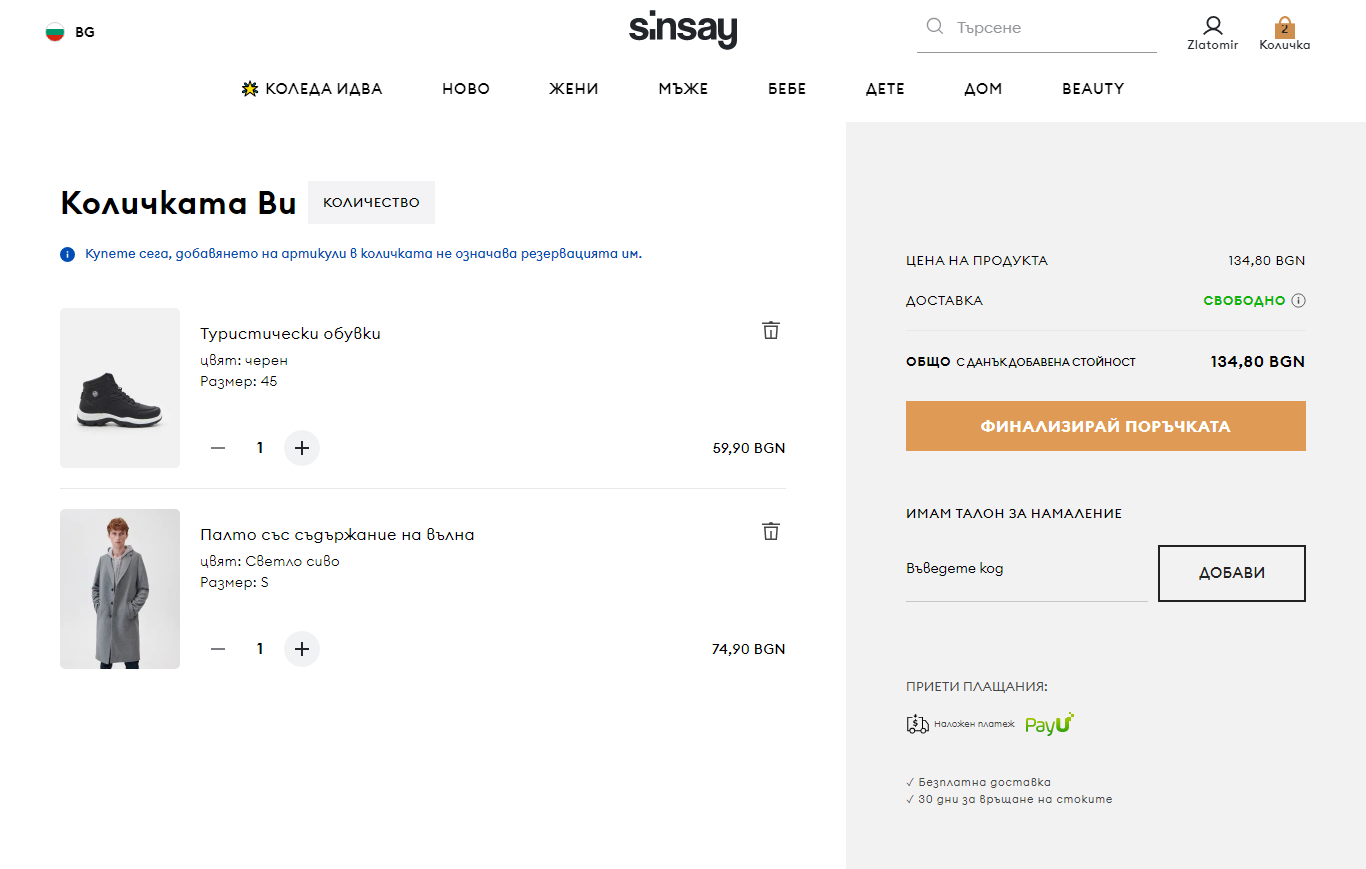 BG
sinsay
Търсене
Zlatomir
2
Количка
КОЛЕДА ИДВА
НОВО
ЖЕНИ
МЪЖЕ
БЕБЕ
ДЕТЕ
ДОМ
BEAUTY
Количката Ви
КОЛИЧЕСТВО
Купете сега, добавянето на артикули в количката не означава резервацията им.
Туристически обувки
цвят: черен
Размер: 45
1
59,90 BGN
Палто със съдържание на вълна
цвят: Светло сиво
Размер: S
1
74,90 BGN
ЦЕНА НА ПРОДУКТА 134,80 BGN
ДОСТАВКА СВОБОДНО
ОБЩО С ДАНЪК ДОБАВЕНА СТОЙНОСТ 134,80 BGN
ФИНАЛИЗИРАЙ ПОРЪЧКАТА
ИМАМ ТАЛОН ЗА НАМАЛЕНИЕ
Въведете код
ДОБАВИ
ПРИЕТИ ПЛАЩАНИЯ:
Наложен платеж PayU
✓ Безплатна доставка
✓ 30 дни за връщане на стоките